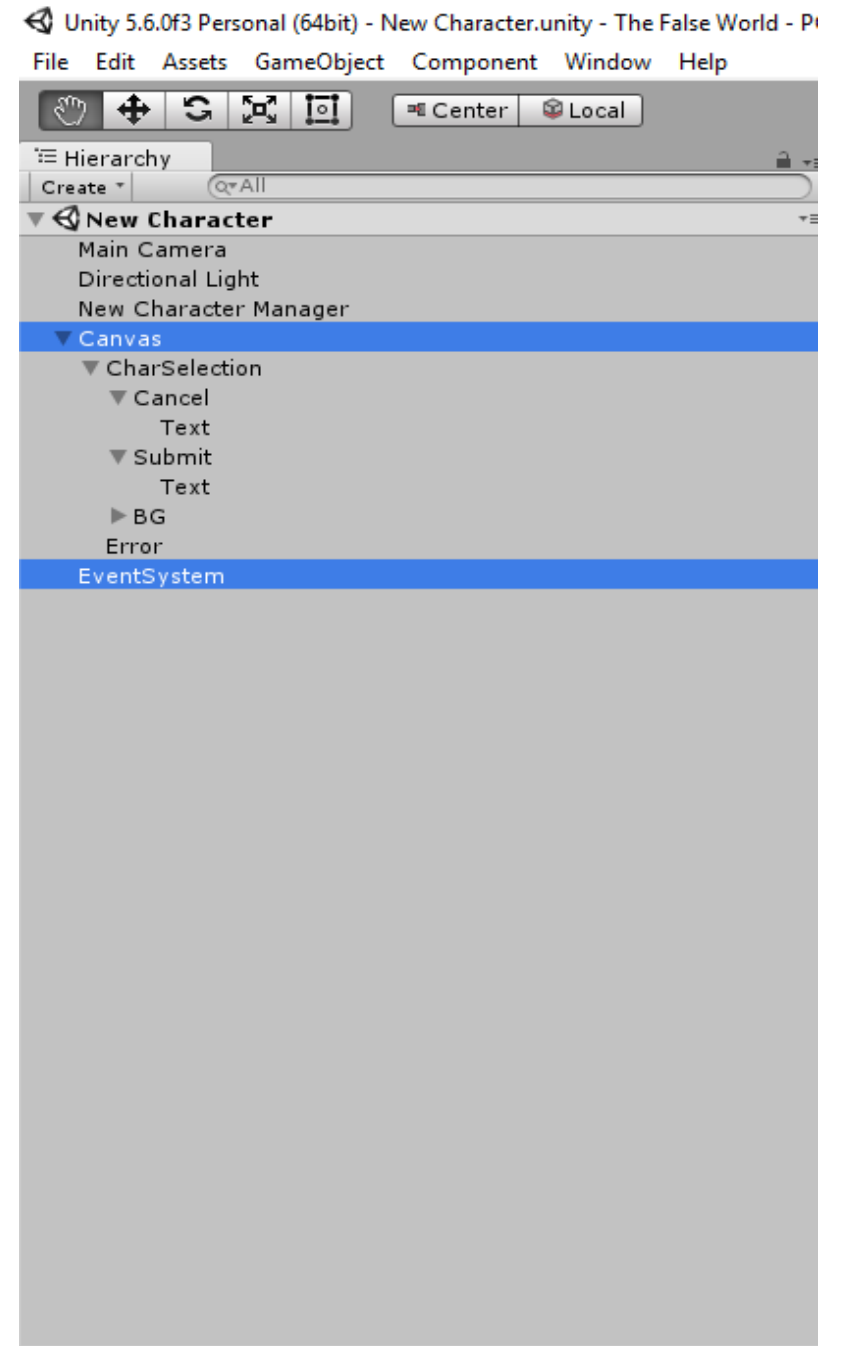 Unity 5.6.0f3 Personal (64bit) - New Character.unity - The False World - P
File Edit Assets GameObject Component Window Help
Center Local
Hierarchy
Create All
New Character
Main Camera
Directional Light
New Character Manager
Canvas
CharSelection
Cancel
Text
Submit
Text
BG
Error
EventSystem